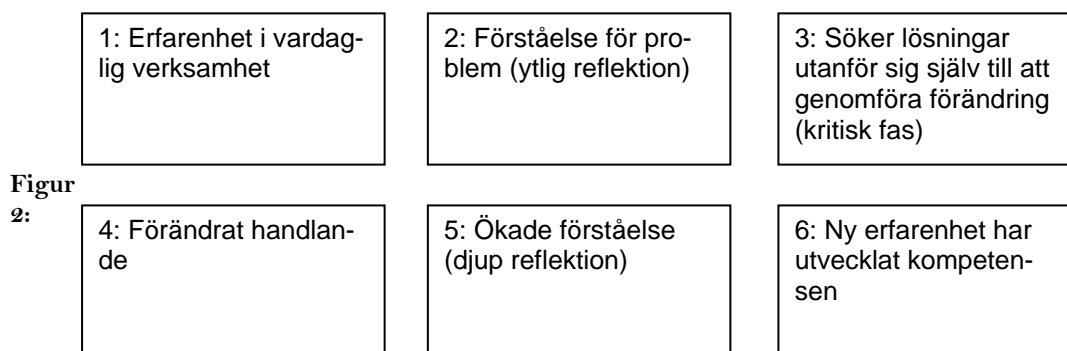 1: Erfarenhet i vardag-
lig verksamhet
2: Förståelse för pro-
blem (ytlig reflektion)
3: Söker lösningar
utanför sig själv till att
genomföra förändring
(kritisk fas)
Figur
2:
4: Förändrat handlan-
de
5: Ökade förståelse
(djup reflektion)
6: Ny erfarenhet har
utvecklat kompeten-
sen